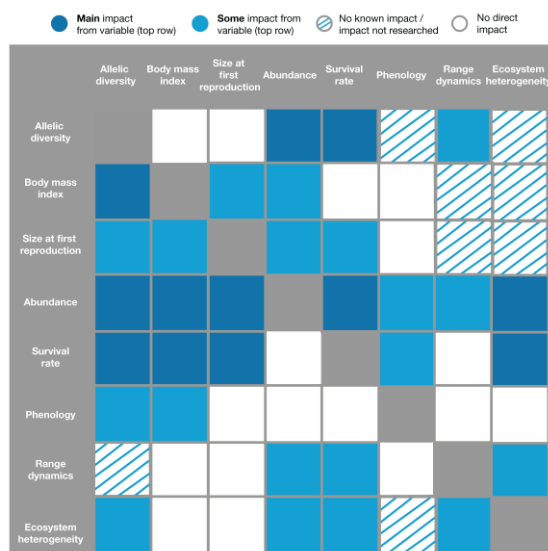 Main impact
from variable (top row)
Some impact from
variable (top row)
No known impact /
impact not researched
No direct
impact
Allelic
diversity
Body mass
index
Size at
first
reproduction
Abundance
Survival
rate
Phenology
Range
dynamics
Ecosystem
heterogeneity
Allelic
diversity
Body mass
index
Size at first
reproduction
Abundance
Survival
rate
Phenology
Range
dynamics
Ecosystem
heterogeneity